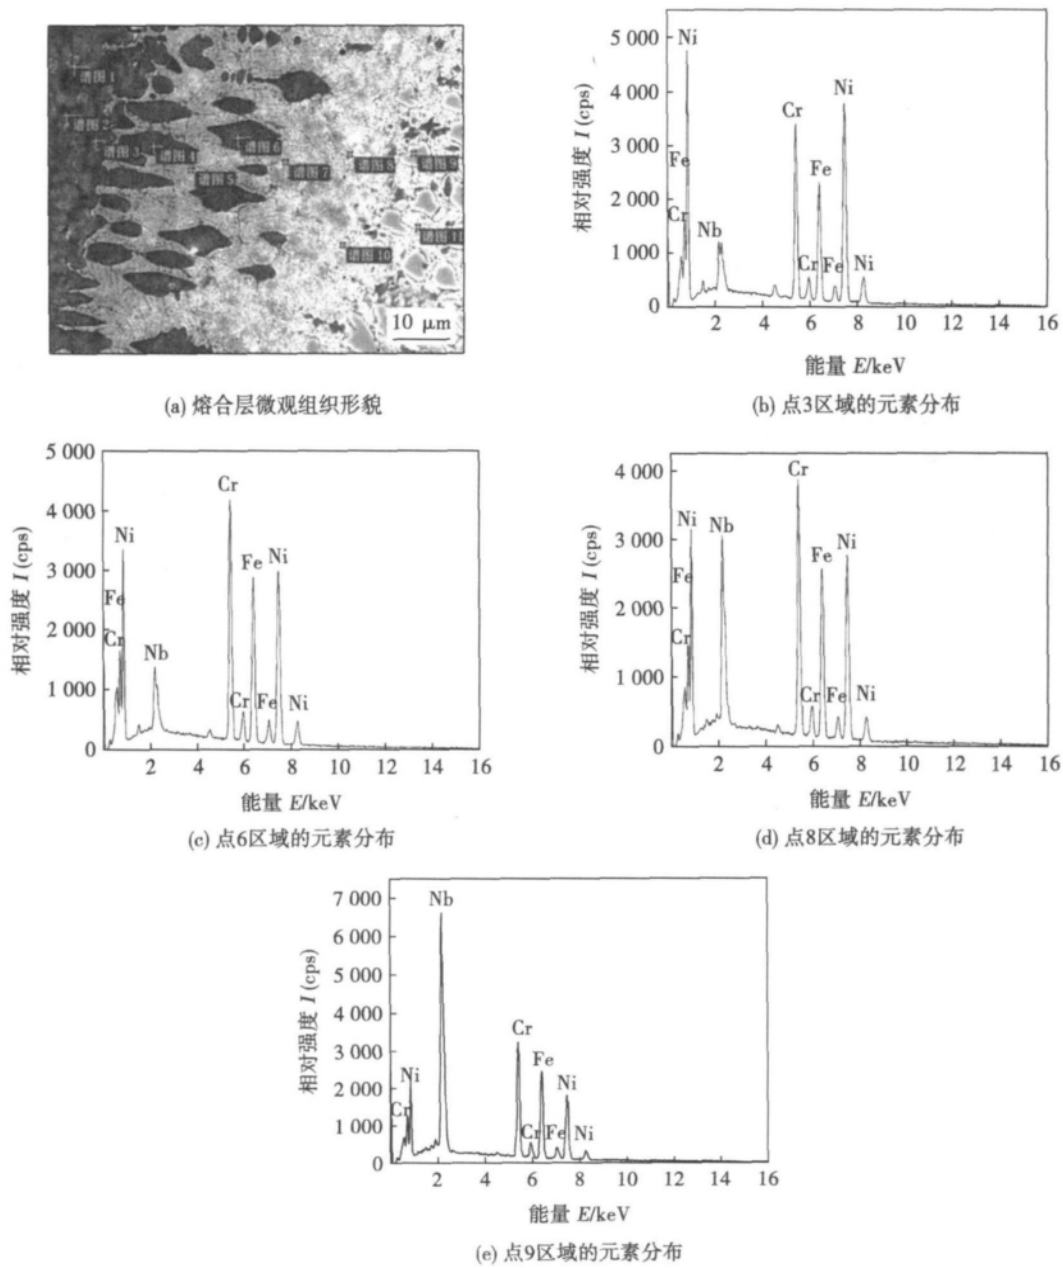 谱图 1
谱图 2
谱图 3
谱图 4
谱图 5
谱图 6
谱图 7
谱图 8
谱图 9
谱图 10
谱图 11
10 μm
(a) 熔合层微观组织形貌
相对强度 I (cps)
5 000
4 000
3 000
2 000
1 000
0
Ni
Fe
Cr
Nb
Cr
Cr
Fe
Fe
Ni
Ni
2 4 6 8 10 12 14 16
能量 E/keV
(b) 点3区域的元素分布
相对强度 I (cps)
5 000
4 000
3 000
2 000
1 000
0
Ni
Fe
Cr
Nb
Cr
Cr
Fe
Fe
Ni
Ni
2 4 6 8 10 12 14 16
能量 E/keV
(c) 点6区域的元素分布
相对强度 I (cps)
4 000
3 000
2 000
1 000
0
Ni
Fe
Cr
Nb
Cr
Cr
Fe
Fe
Ni
Ni
2 4 6 8 10 12 14 16
能量 E/keV
(d) 点8区域的元素分布
相对强度 I (cps)
7 000
6 000
5 000
4 000
3 000
2 000
1 000
0
Ni
Cr
Nb
Cr
Cr
Fe
Fe
Ni
Ni
2 4 6 8 10 12 14 16
能量 E/keV
(e) 点9区域的元素分布